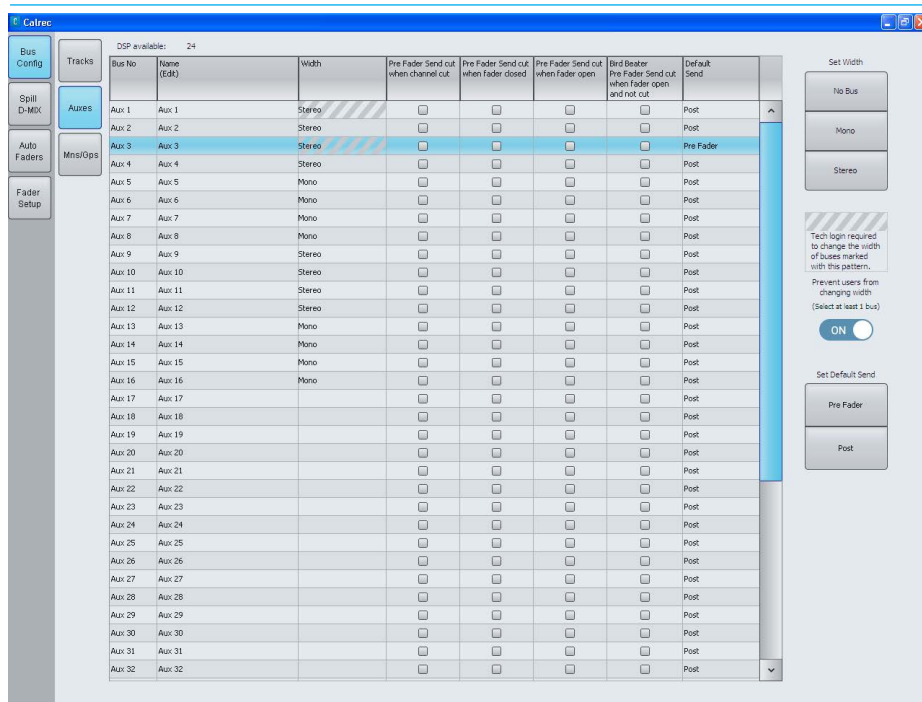 Calrec
Bus
Config
Spill
D-MIX
Auto
Faders
Fader
Setup
Tracks
Auxes
Mns/Gps
DSP available: 24
Bus No Name (Edit) Width Pre Fader Send cut when channel cut Pre Fader Send cut when fader closed Pre Fader Send cut when fader open Bird Beater Pre Fader Send cut when fader open and not cut Default Send
Aux 1 Aux 1 Stereo Post
Aux 2 Aux 2 Stereo Post
Aux 3 Aux 3 Stereo Pre Fader
Aux 4 Aux 4 Stereo Post
Aux 5 Aux 5 Mono Post
Aux 6 Aux 6 Mono Post
Aux 7 Aux 7 Mono Post
Aux 8 Aux 8 Mono Post
Aux 9 Aux 9 Stereo Post
Aux 10 Aux 10 Stereo Post
Aux 11 Aux 11 Stereo Post
Aux 12 Aux 12 Stereo Post
Aux 13 Aux 13 Mono Post
Aux 14 Aux 14 Mono Post
Aux 15 Aux 15 Mono Post
Aux 16 Aux 16 Mono Post
Aux 17 Aux 17 Post
Aux 18 Aux 18 Post
Aux 19 Aux 19 Post
Aux 20 Aux 20 Post
Aux 21 Aux 21 Post
Aux 22 Aux 22 Post
Aux 23 Aux 23 Post
Aux 24 Aux 24 Post
Aux 25 Aux 25 Post
Aux 26 Aux 26 Post
Aux 27 Aux 27 Post
Aux 28 Aux 28 Post
Aux 29 Aux 29 Post
Aux 30 Aux 30 Post
Aux 31 Aux 31 Post
Aux 32 Aux 32 Post
Set Width
No Bus
Mono
Stereo
Tech login required
to change the width
of buses marked
with this pattern.
Prevent users from
changing width
(Select at least 1 bus)
ON
Set Default Send
Pre Fader
Post